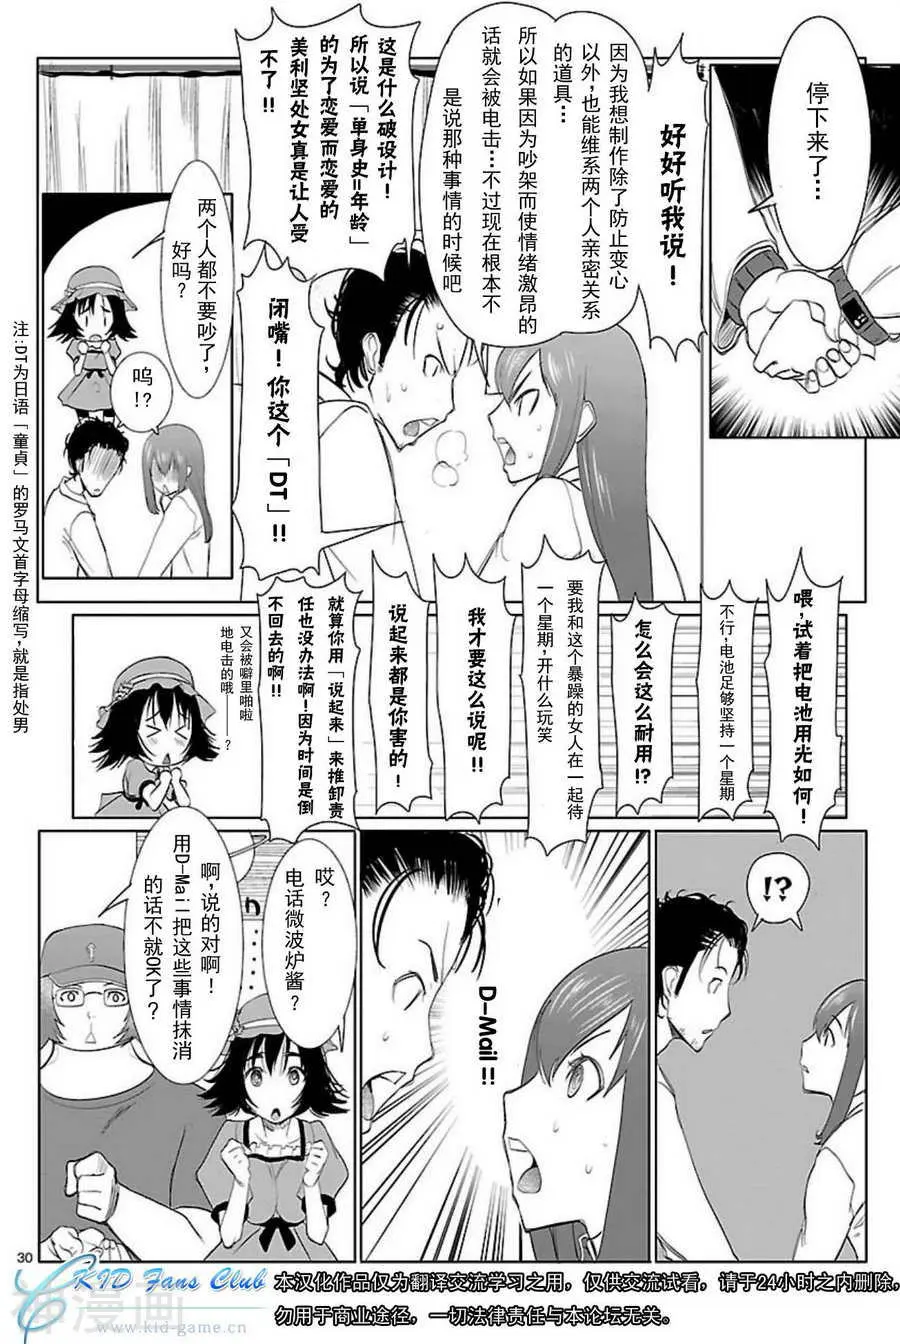 停下来了…
好好听我说！
因为我想制作除了防止变心
以外，也能维系两个人亲密关系
的道具…
所以如果因为吵架而使情绪激昂的
话就会被电击…不过现在根本不
是说那种事情的时候吧
这是什么破设计！
所以说「单身史=年龄」
的为了恋爱而恋爱的
美利坚处女真是让人受
不了!!
闭嘴！你这个「DT」!!
两个人都不要吵了，
好吗？
呜!?
注:DT为日语「童貞」的罗马文首字母缩写,就是指处男
喂,试着把电池用光如何!
不行,电池足够坚持一个星期
怎么会这么耐用!?
要我和这个暴躁的女人在一起待
一个星期,开什么玩笑
我才要这么说呢!!
说起来都是你害的!
就算你用「说起来」来推卸责
任也没办法啊!因为时间是倒
不回去的啊!!
又会被噼里啪啦
地电击的哦——?
!?
D-Mail!!
哎？
电话微波炉酱？
n……
啊,说的对啊!
用D-Mail把这些事情抹消
的话不就OK了?
30
KID Fans Club
www.kid-game.cn
本汉化作品仅为翻译交流学习之用，仅供交流试看，请于24小时之内删除，
勿用于商业途径，一切法律责任与本论坛无关。